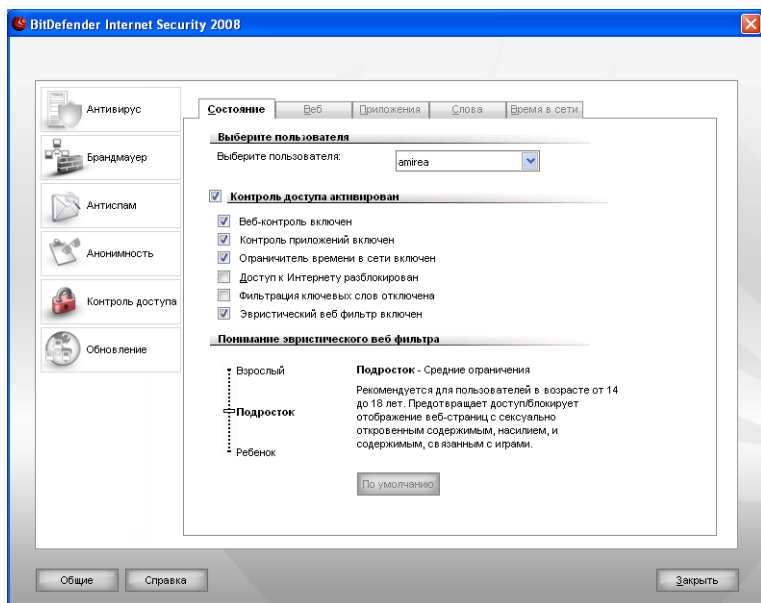 BitDefender Internet Security 2008
Антивирус
Брандмауер
Антиспам
Анонимность
Контроль доступа
Обновление
Состояние Веб Приложения Слова Время в сети
Выберите пользователя
Выберите пользователя: amirea
Контроль доступа активирован
Веб-контроль включен
Контроль приложений включен
Ограничитель времени в сети включен
Доступ к Интернету разблокирован
Фильтрация ключевых слов отключена
Эвристический веб фильтр включен
Понимание эвристического веб фильтра
Взрослый
Подросток
Ребенок
Подросток - Средние ограничения
Рекомендуется для пользователей в возрасте от 14
до 18 лет. Предотвращает доступ/блокирует
отображение веб-страниц с сексуально
откровенным содержимым, насилием, и
содержимым, связанным с играми.
По умолчанию
Общие Справка Закрыть